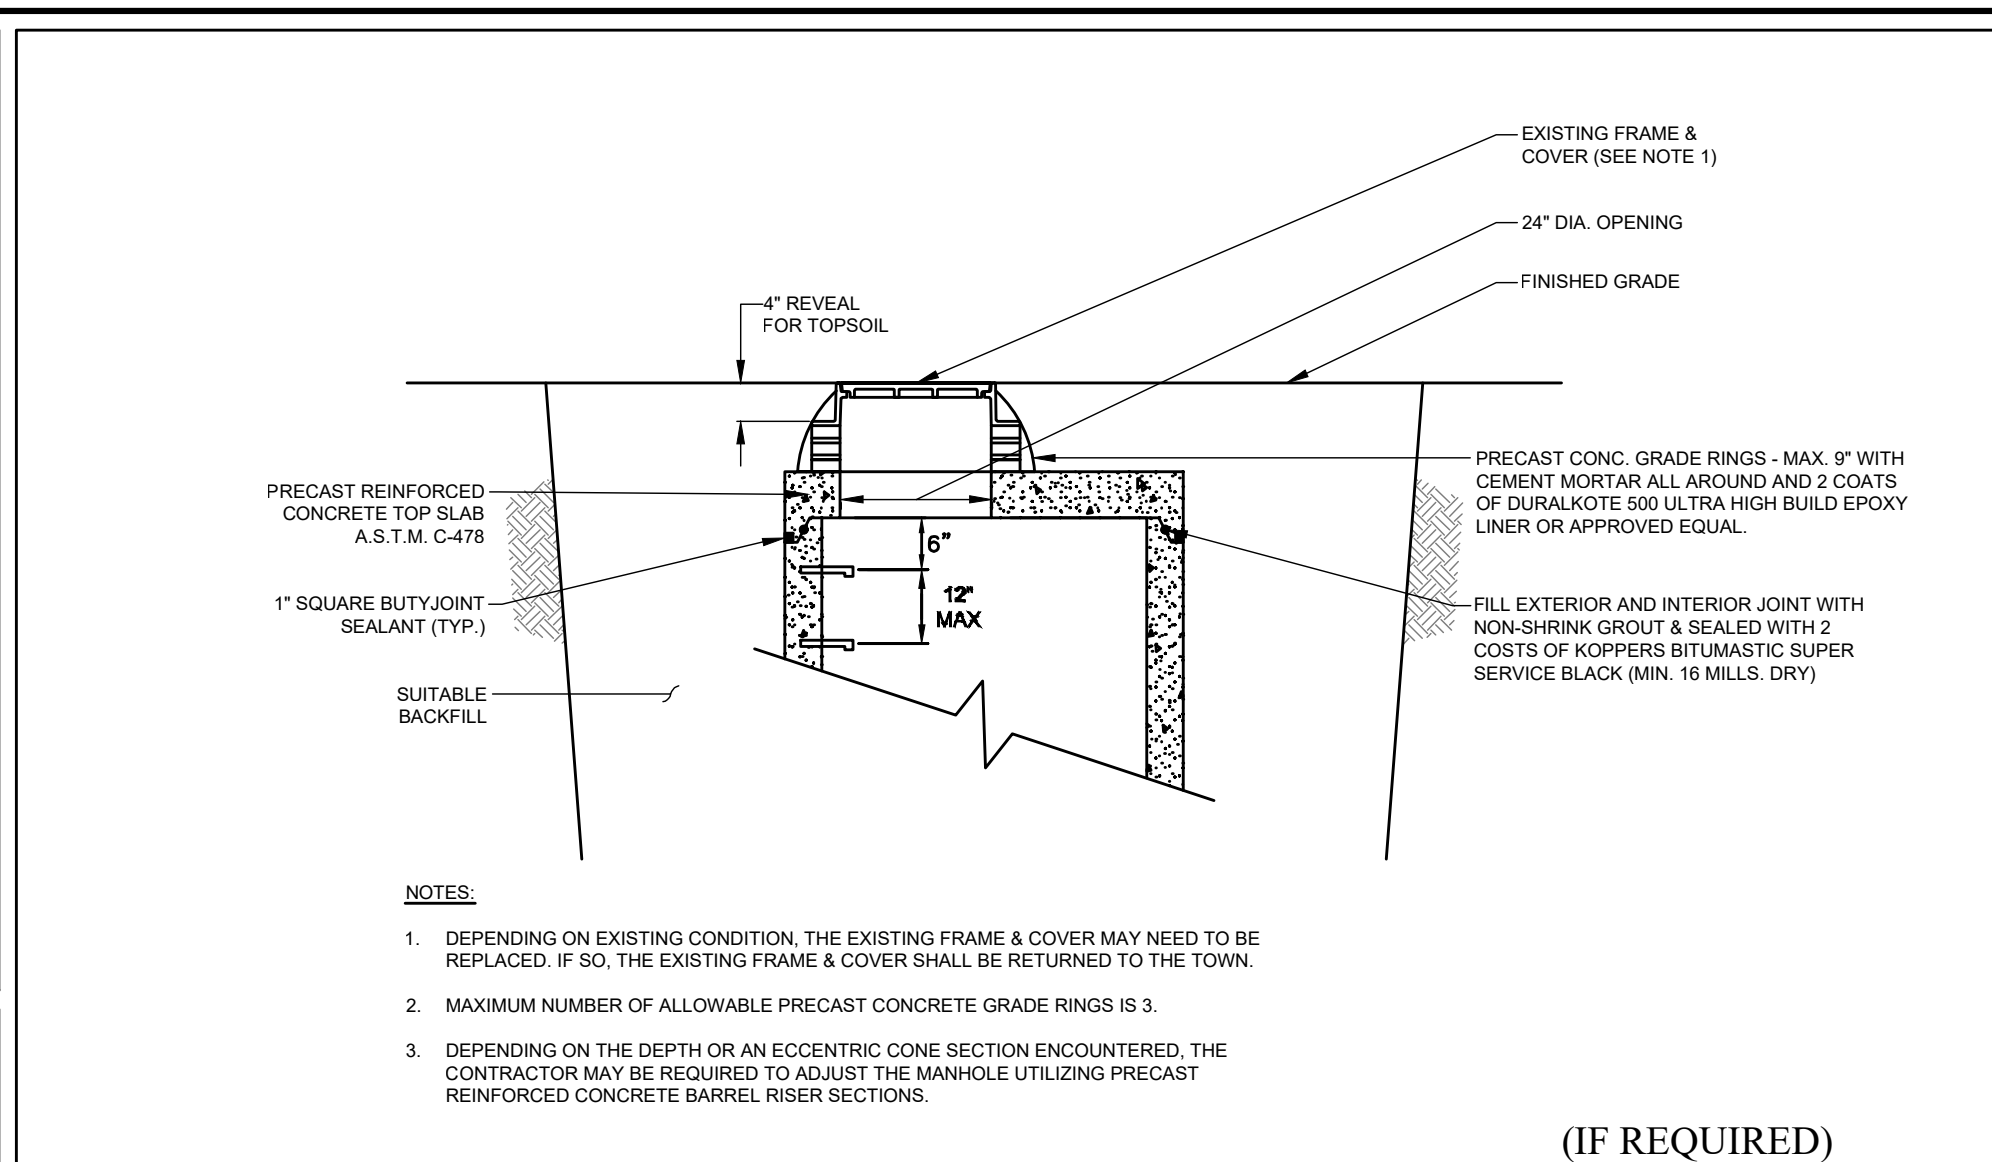 EXISTING FRAME &
COVER (SEE NOTE 1)
24" DIA. OPENING
FINISHED GRADE
4" REVEAL
FOR TOPSOIL
PRECAST CONC. GRADE RINGS - MAX. 9" WITH
CEMENT MORTAR ALL AROUND AND 2 COATS
OF DURALKOTE 500 ULTRA HIGH BUILD EPOXY
LINER OR APPROVED EQUAL.
PRECAST REINFORCED
CONCRETE TOP SLAB
A.S.T.M. C-478
6”
12"
MAX
1" SQUARE BUTYJOINT
SEALANT (TYP.)
FILL EXTERIOR AND INTERIOR JOINT WITH
NON-SHRINK GROUT & SEALED WITH 2
COSTS OF KOPPERS BITUMASTIC SUPER
SERVICE BLACK (MIN. 16 MILLS. DRY)
SUITABLE
BACKFILL
NOTES:
1. DEPENDING ON EXISTING CONDITION, THE EXISTING FRAME & COVER MAY NEED TO BE
REPLACED. IF SO, THE EXISTING FRAME & COVER SHALL BE RETURNED TO THE TOWN.
2. MAXIMUM NUMBER OF ALLOWABLE PRECAST CONCRETE GRADE RINGS IS 3.
3. DEPENDING ON THE DEPTH OR AN ECCENTRIC CONE SECTION ENCOUNTERED, THE
CONTRACTOR MAY BE REQUIRED TO ADJUST THE MANHOLE UTILIZING PRECAST
REINFORCED CONCRETE BARREL RISER SECTIONS.
(IF REQUIRED)